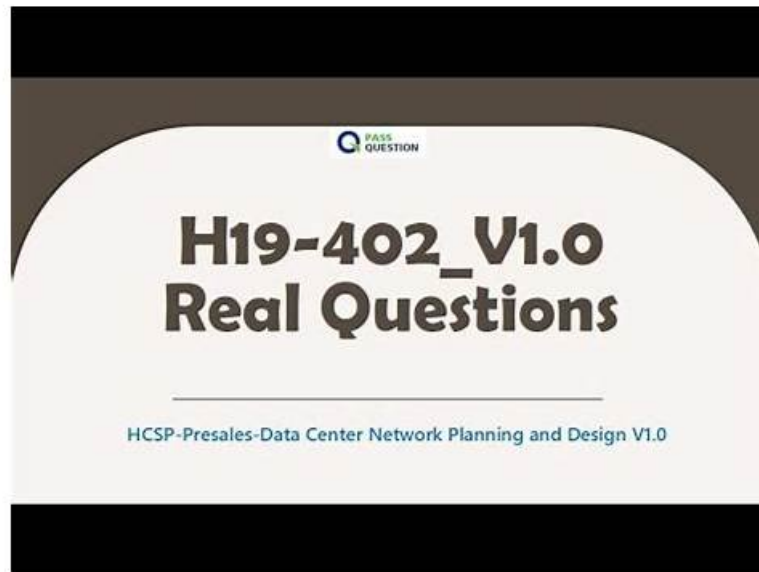 PASS
QUESTION
H19-402_V1.0
Real Questions
HCSP-Presales-Data Center Network Planning and Design V1.0